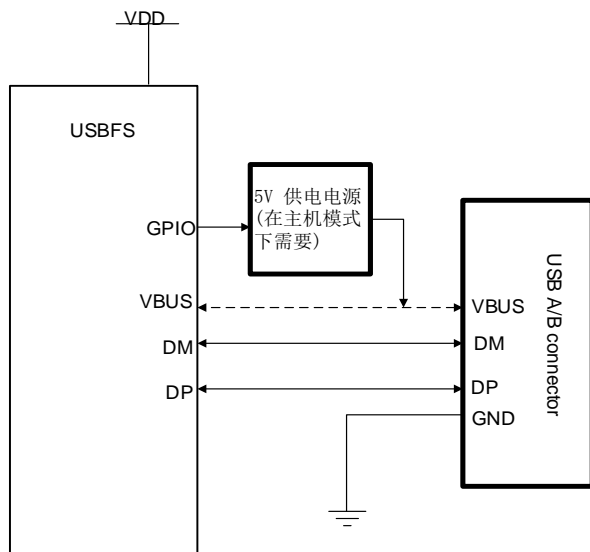 VDD
USBFS
5V 供电电源
(在主机模式
下需要)
GPIO
VBUS
DM
DP
VBUS
DM
DP
GND
USB A/B connector